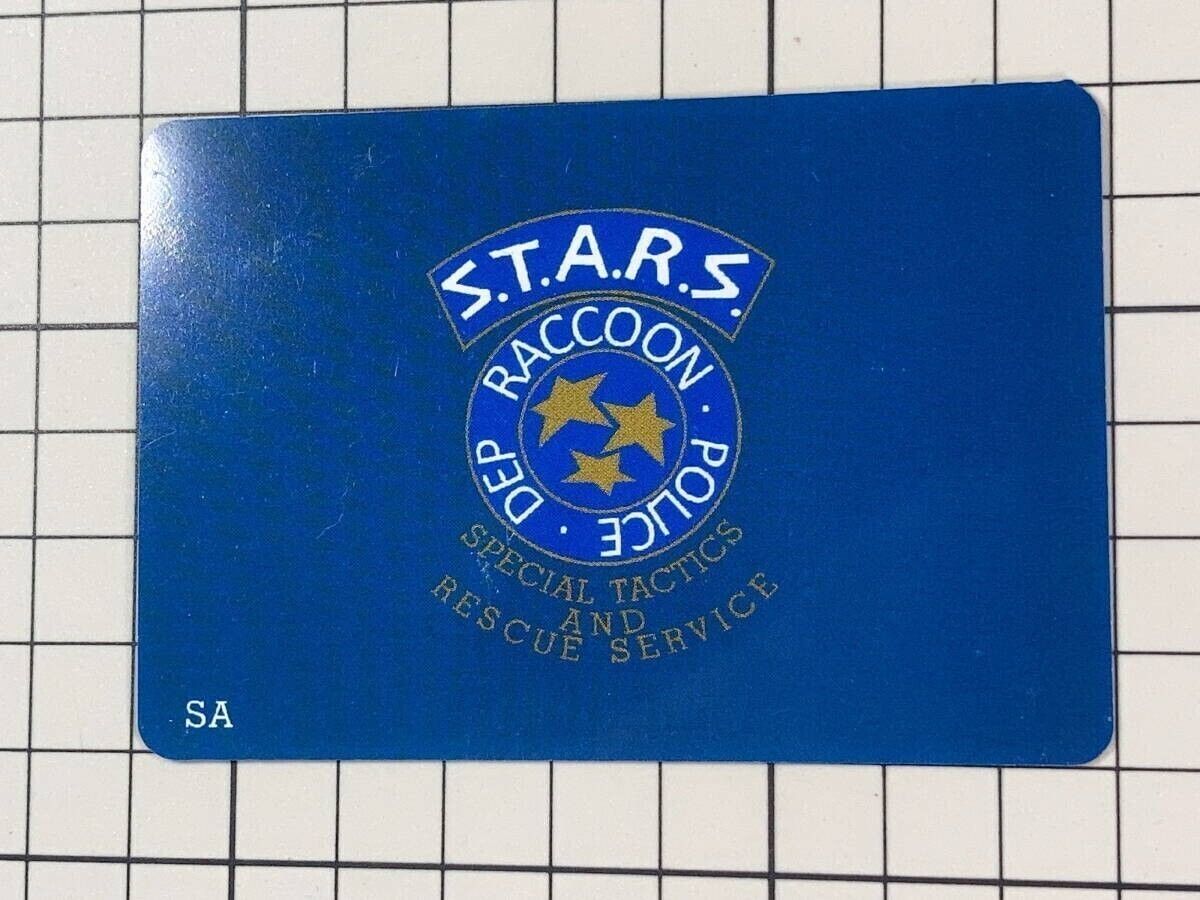 S.T.A.R.S.
RACCOON · POLICE · DEP
SPECIAL TACTICS
AND
RESCUE SERVICE
SA